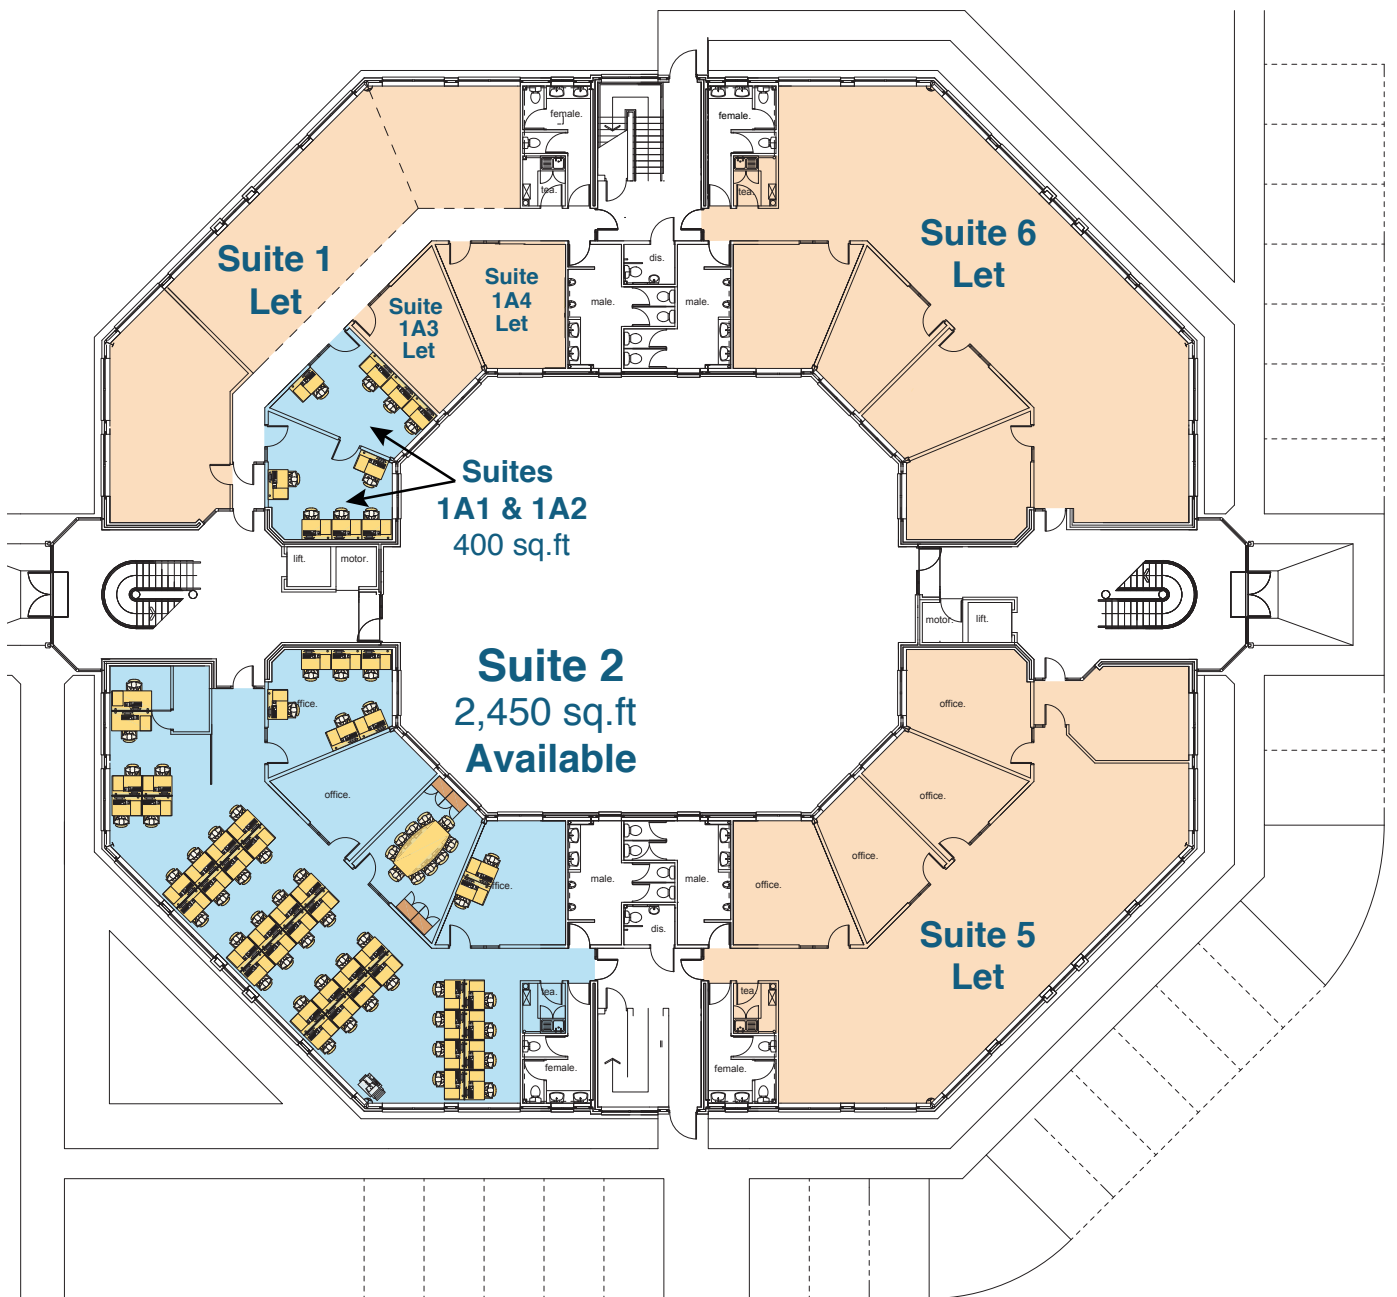 female.
female.
tea.
tea.
Suite 1
Let
Suite 6
Let
Suite
1A4
Let
Suite
1A3
Let
dis.
male.
male.
Suites
1A1 & 1A2
400 sq.ft
lift.
motor.
motor.
lift.
Suite 2
2,450 sq.ft
Available
office.
office.
office.
office.
office.
office.
office.
office.
male.
male.
dis.
Suite 5
Let
tea.
tea.
female.
female.